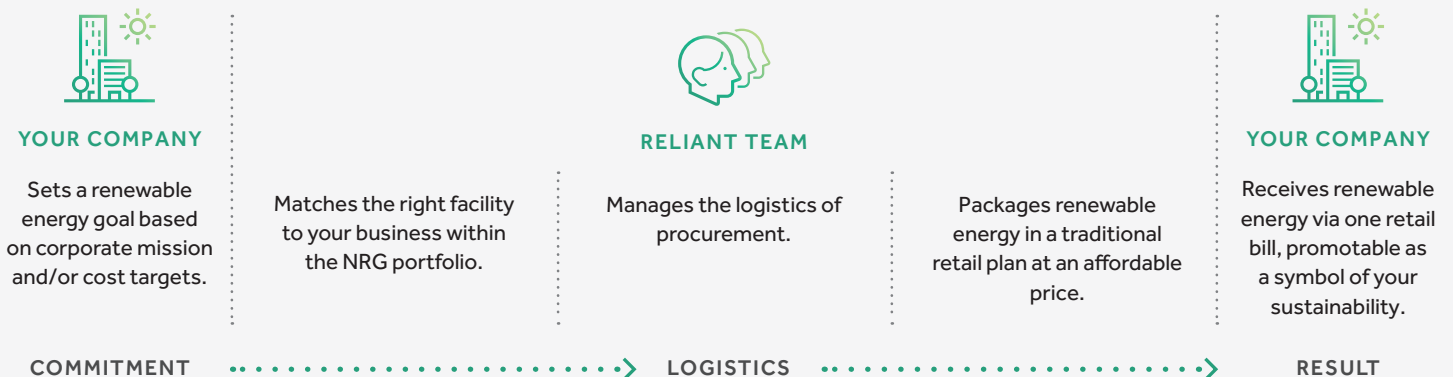 YOUR COMPANY
Sets a renewable
energy goal based
on corporate mission
and/or cost targets.
RELIANT TEAM
Matches the right facility
to your business within
the NRG portfolio.
Manages the logistics of
procurement.
Packages renewable
energy in a traditional
retail plan at an affordable
price.
YOUR COMPANY
Receives renewable
energy via one retail
bill, promotable as
a symbol of your
sustainability.
COMMITMENT
LOGISTICS
RESULT